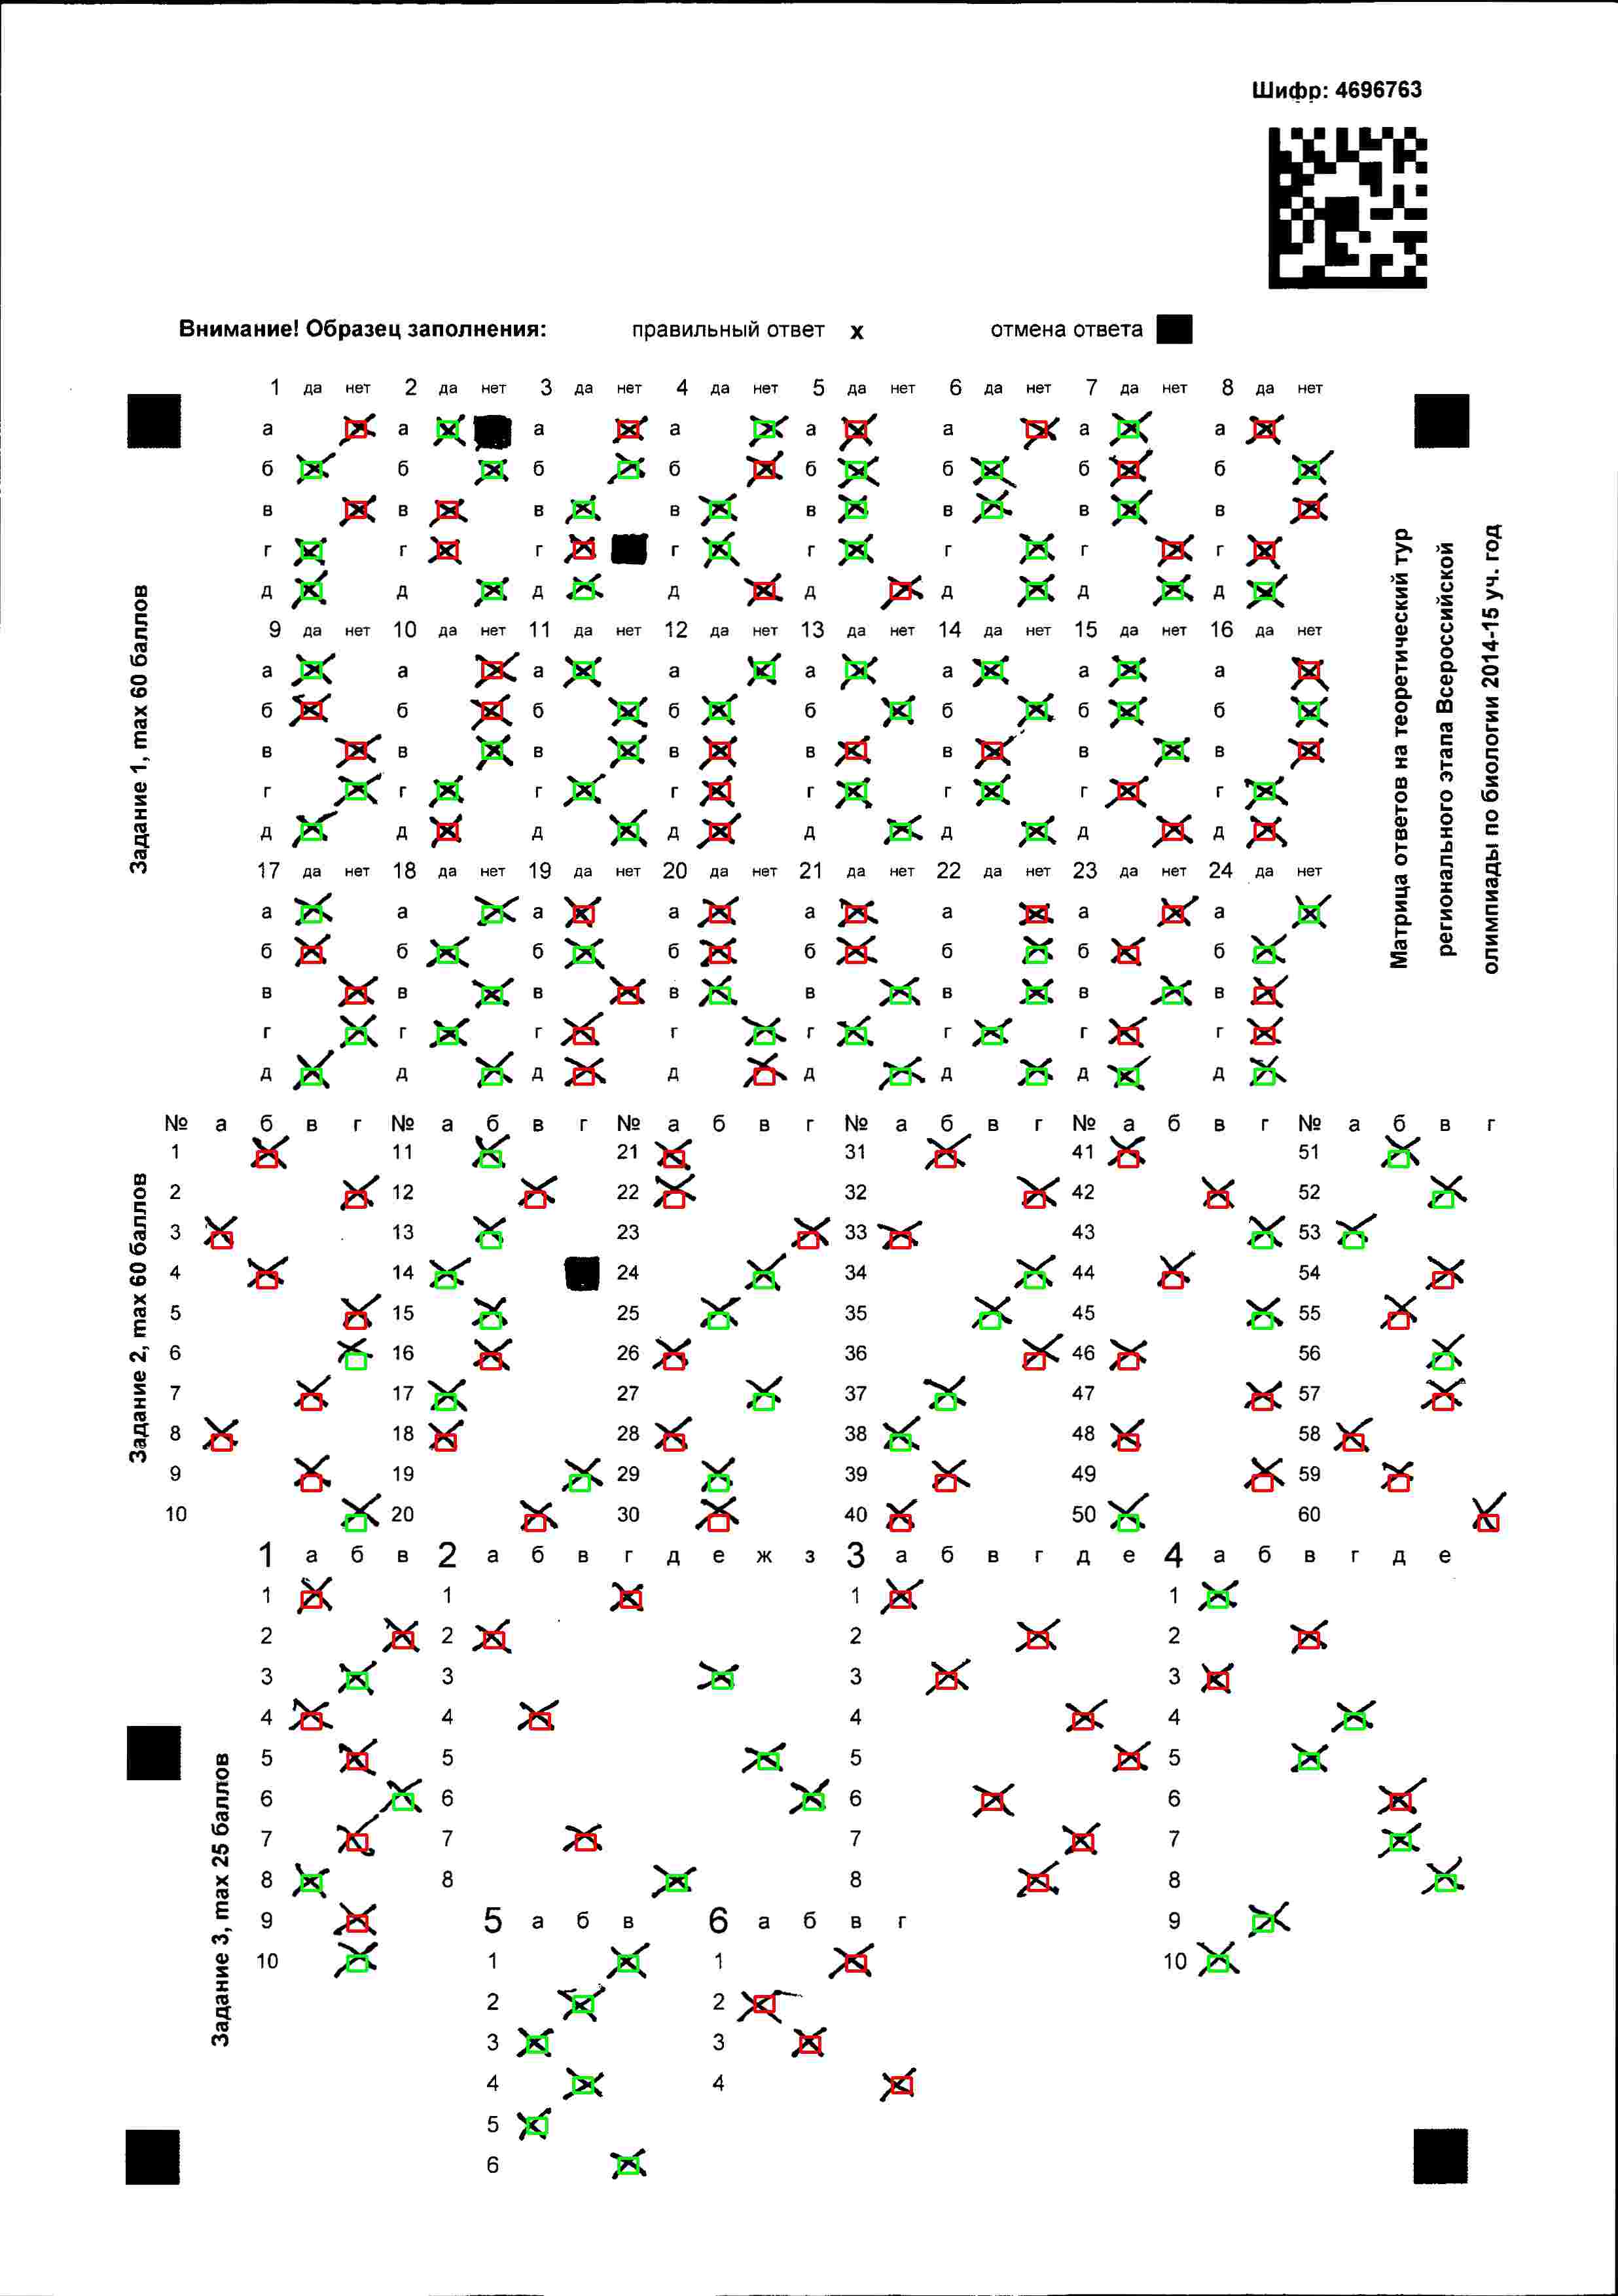 Шифр: 4696763
Внимание! Образец заполнения: правильный ответ х отмена ответа
Матрица ответов на теоретический тур
регионального этапа Всероссийской
олимпиады по биологии 2014-15 уч. год
Задание 1, max 60 баллов
1 да нет 2 да нет 3 да нет 4 да нет 5 да нет 6 да нет 7 да нет 8 да нет
а а а а а а а а
б б б б б б б б
в в в в в в в в
г г г г г г г г
д д д д д д д д
9 да нет 10 да нет 11 да нет 12 да нет 13 да нет 14 да нет 15 да нет 16 да нет
а а а а а а а а
б б б б б б б б
в в в в в в в в
г г г г г г г г
д д д д д д д д
17 да нет 18 да нет 19 да нет 20 да нет 21 да нет 22 да нет 23 да нет 24 да нет
а а а а а а а а
б б б б б б б б
в в в в в в в в
г г г г г г г г
д д д д д д д д
Задание 2, max 60 баллов
№ а б в г № а б в г № а б в г № а б в г № а б в г № а б в г
1 11 21 31 41 51
2 12 22 32 42 52
3 13 23 33 43 53
4 14 24 34 44 54
5 15 25 35 45 55
6 16 26 36 46 56
7 17 27 37 47 57
8 18 28 38 48 58
9 19 29 39 49 59
10 20 30 40 50 60
Задание 3, max 25 баллов
1 а б в 2 а б в г д е ж з 3 а б в г д е 4 а б в г д е
1 1 1 1
2 2 2 2
3 3 3 3
4 4 4 4
5 5 5 5
6 6 6 6
7 7 7 7
8 8 8 8
9 5 а б в 6 а б в г 9
10 1 1 10
2 2
3 3
4 4
5
6